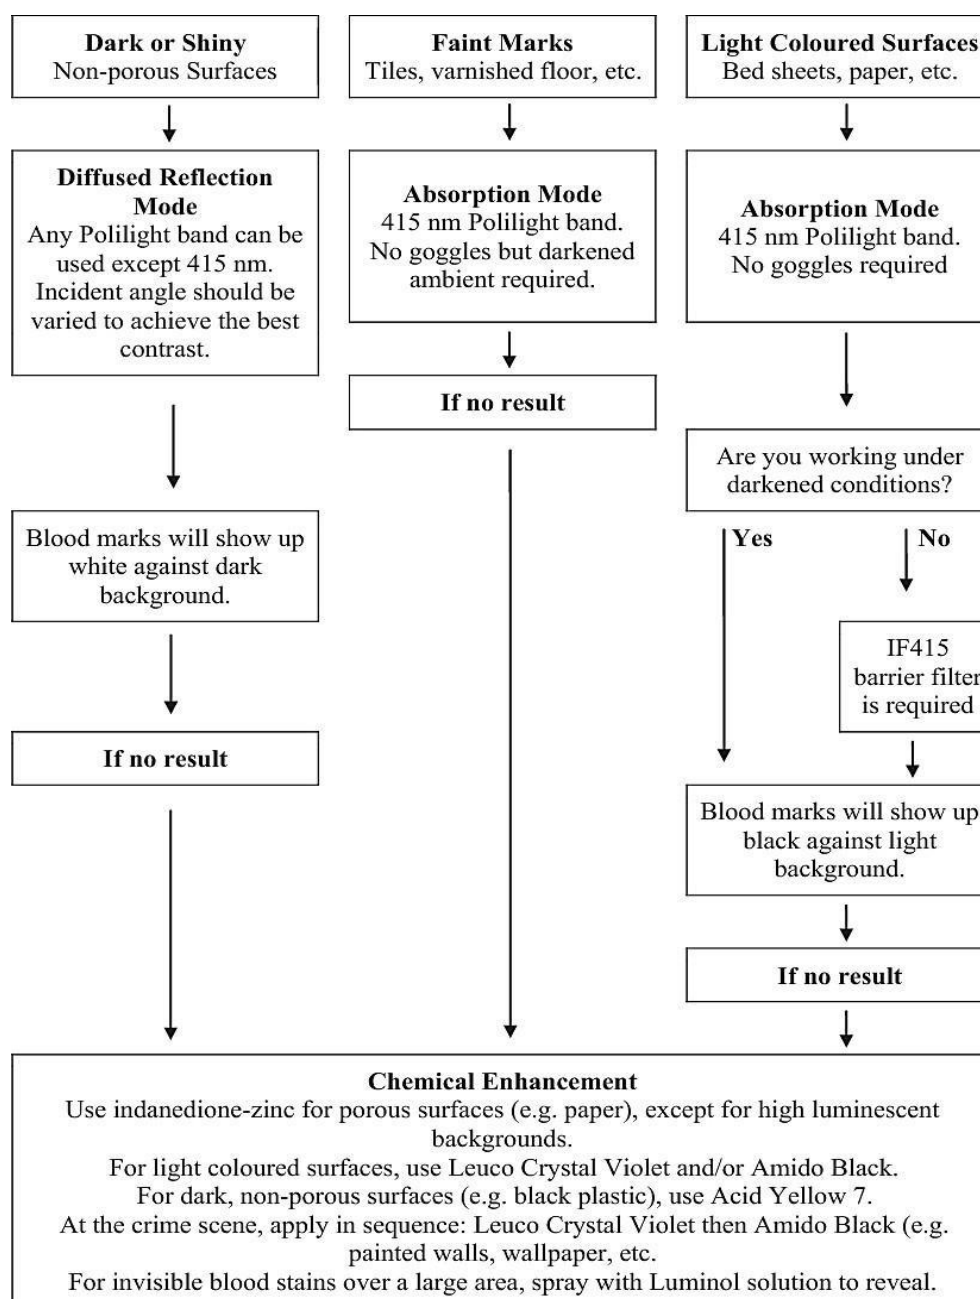 Dark or Shiny
Non-porous Surfaces
Diffused Reflection
Mode
Any Polilight band can be
used except 415 nm.
Incident angle should be
varied to achieve the best
contrast.
Blood marks will show up
white against dark
background.
If no result
Faint Marks
Tiles, varnished floor, etc.
Absorption Mode
415 nm Polilight band.
No goggles but darkened
ambient required.
If no result
Light Coloured Surfaces
Bed sheets, paper, etc.
Absorption Mode
415 nm Polilight band.
No goggles required
Are you working under
darkened conditions?
Yes
No
IF415
barrier filter
is required
Blood marks will show up
black against light
background.
If no result
Chemical Enhancement
Use indanedione-zinc for porous surfaces (e.g. paper), except for high luminescent
backgrounds.
For light coloured surfaces, use Leuco Crystal Violet and/or Amido Black.
For dark, non-porous surfaces (e.g. black plastic), use Acid Yellow 7.
At the crime scene, apply in sequence: Leuco Crystal Violet then Amido Black (e.g.
painted walls, wallpaper, etc.
For invisible blood stains over a large area, spray with Luminol solution to reveal.